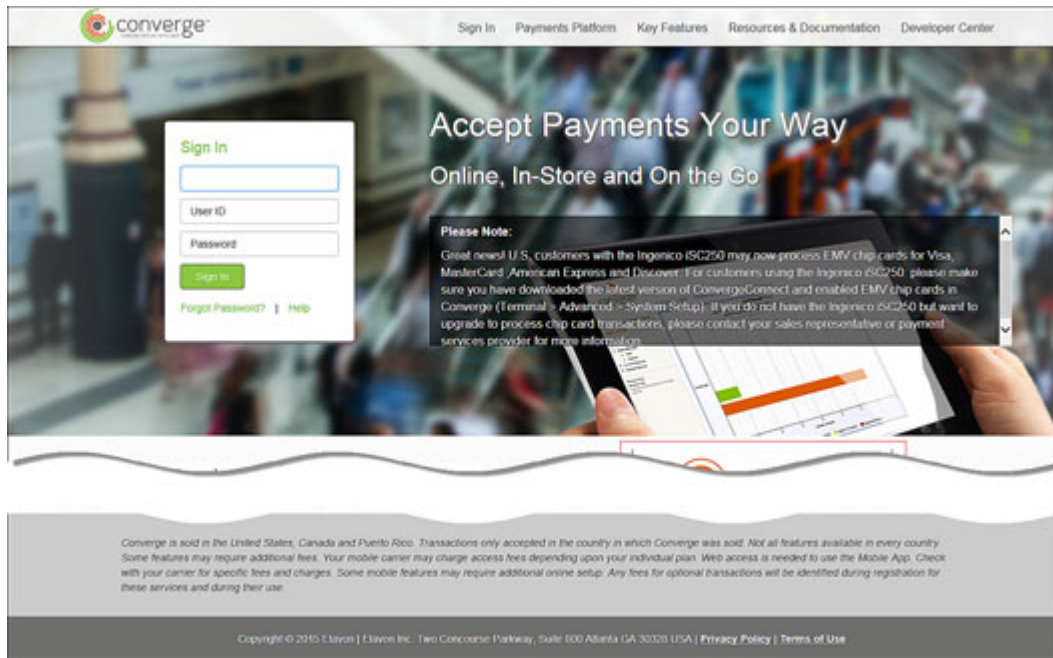 converge
Sign In Payments Platform Key Features Resources & Documentation Developer Center
Sign In
User ID
Password
Sign In
Forgot Password? | Help
Accept Payments Your Way
Online, In-Store and On the Go
Please Note:
Great news! U.S. customers with the Ingenico iSC250 may now process EMV chip cards for Visa,
MasterCard ,American Express and Discover. For customers using the Ingenico iSC250 please make
sure you have downloaded the latest version of ConvergeConnect and enabled EMV chip cards in
Converge (Terminal > Advanced > System Setup). If you do not have the Ingenico iSC250 but want to
upgrade to process chip card transactions, please contact your sales representative or payment
services provider for more information.
Converge is sold in the United States, Canada and Puerto Rico. Transactions only accepted in the country in which Converge was sold. Not all features available in every country.
Some features may require additional fees. Your mobile carrier may charge access fees depending upon your individual plan. Web access is needed to use the Mobile App. Check
with your carrier for specific fees and charges. Some mobile features may require additional online setup. Any fees for optional transactions will be identified during registration for
these services and during their use.
Copyright © 2015 Elavon | Elavon Inc. Two Concourse Parkway, Suite 800 Atlanta GA 30328 USA | Privacy Policy | Terms of Use